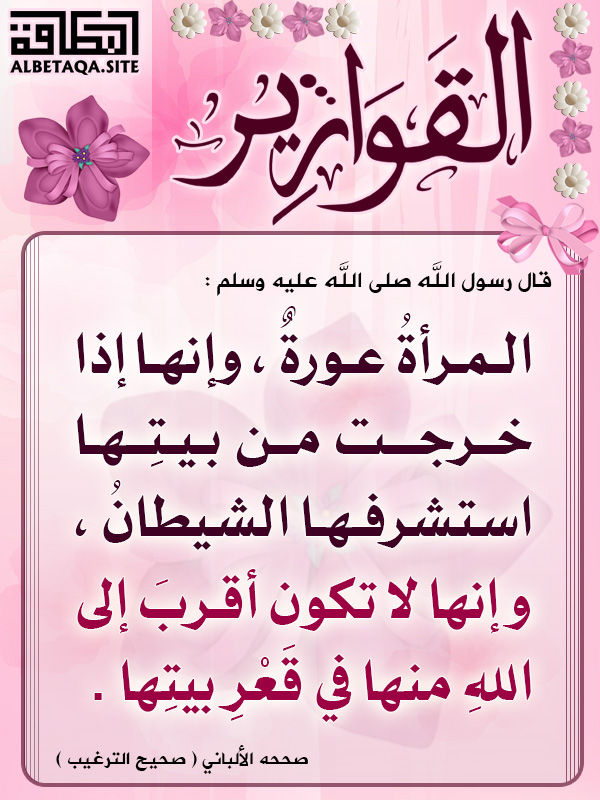 البطاقة
ALBETAQA.SITE
القَوَارِير
قال رسول اللَّه صلى اللَّه عليه وسلم :
المرأةُ عورةٌ ، وإنها إذا
خرجت من بيتِها
استشرفها الشيطانُ ،
وإنها لا تكون أقربَ إلى
اللهِ منها في قَعْرِ بيتِها .
صححه الألباني ( صحيح الترغيب )